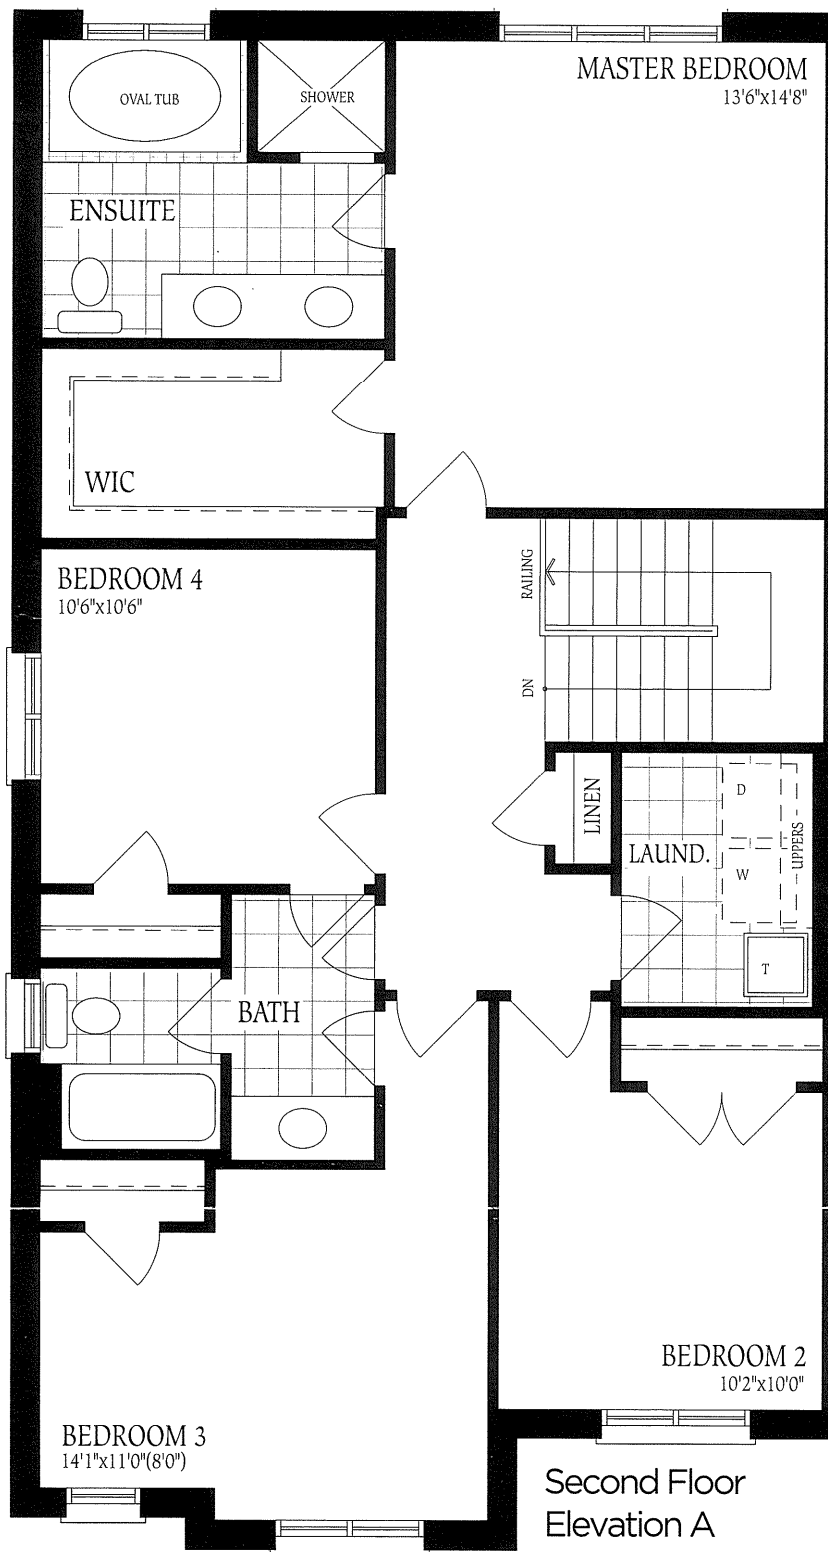 OVAL TUB
SHOWER
MASTER BEDROOM
13'6"x14'8"
ENSUITE
WIC
BEDROOM 4
10'6"x10'6"
RAILING
DN
LINEN
LAUND.
D
W
UPPERS
T
BATH
BEDROOM 2
10'2"x10'0"
BEDROOM 3
14'1"x11'0"(8'0")
Second Floor
Elevation A